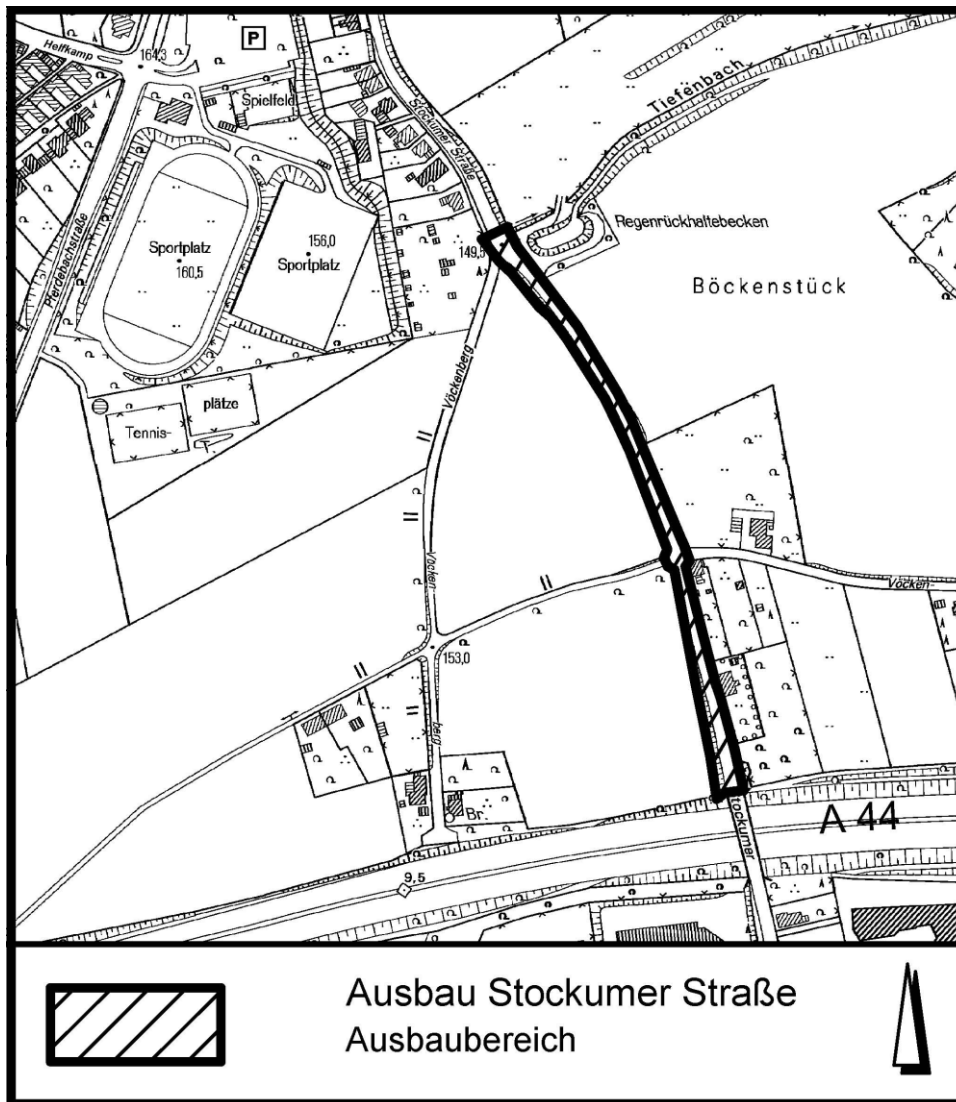 Helfkamp
164,3
P
Spielfeld
Stockumer Straße
Tiefenbach
Pferdebachstraße
Sportplatz
160,5
156,0
Sportplatz
149,5
Regenrückhaltebecken
Böckenstück
Vöckenberg
plätze
Tennis-
T.
Vöcken-
Vöcken-
153,0
berg
Br.
Stockumer
A 44
9,5
Ausbau Stockumer Straße
Ausbaubereich